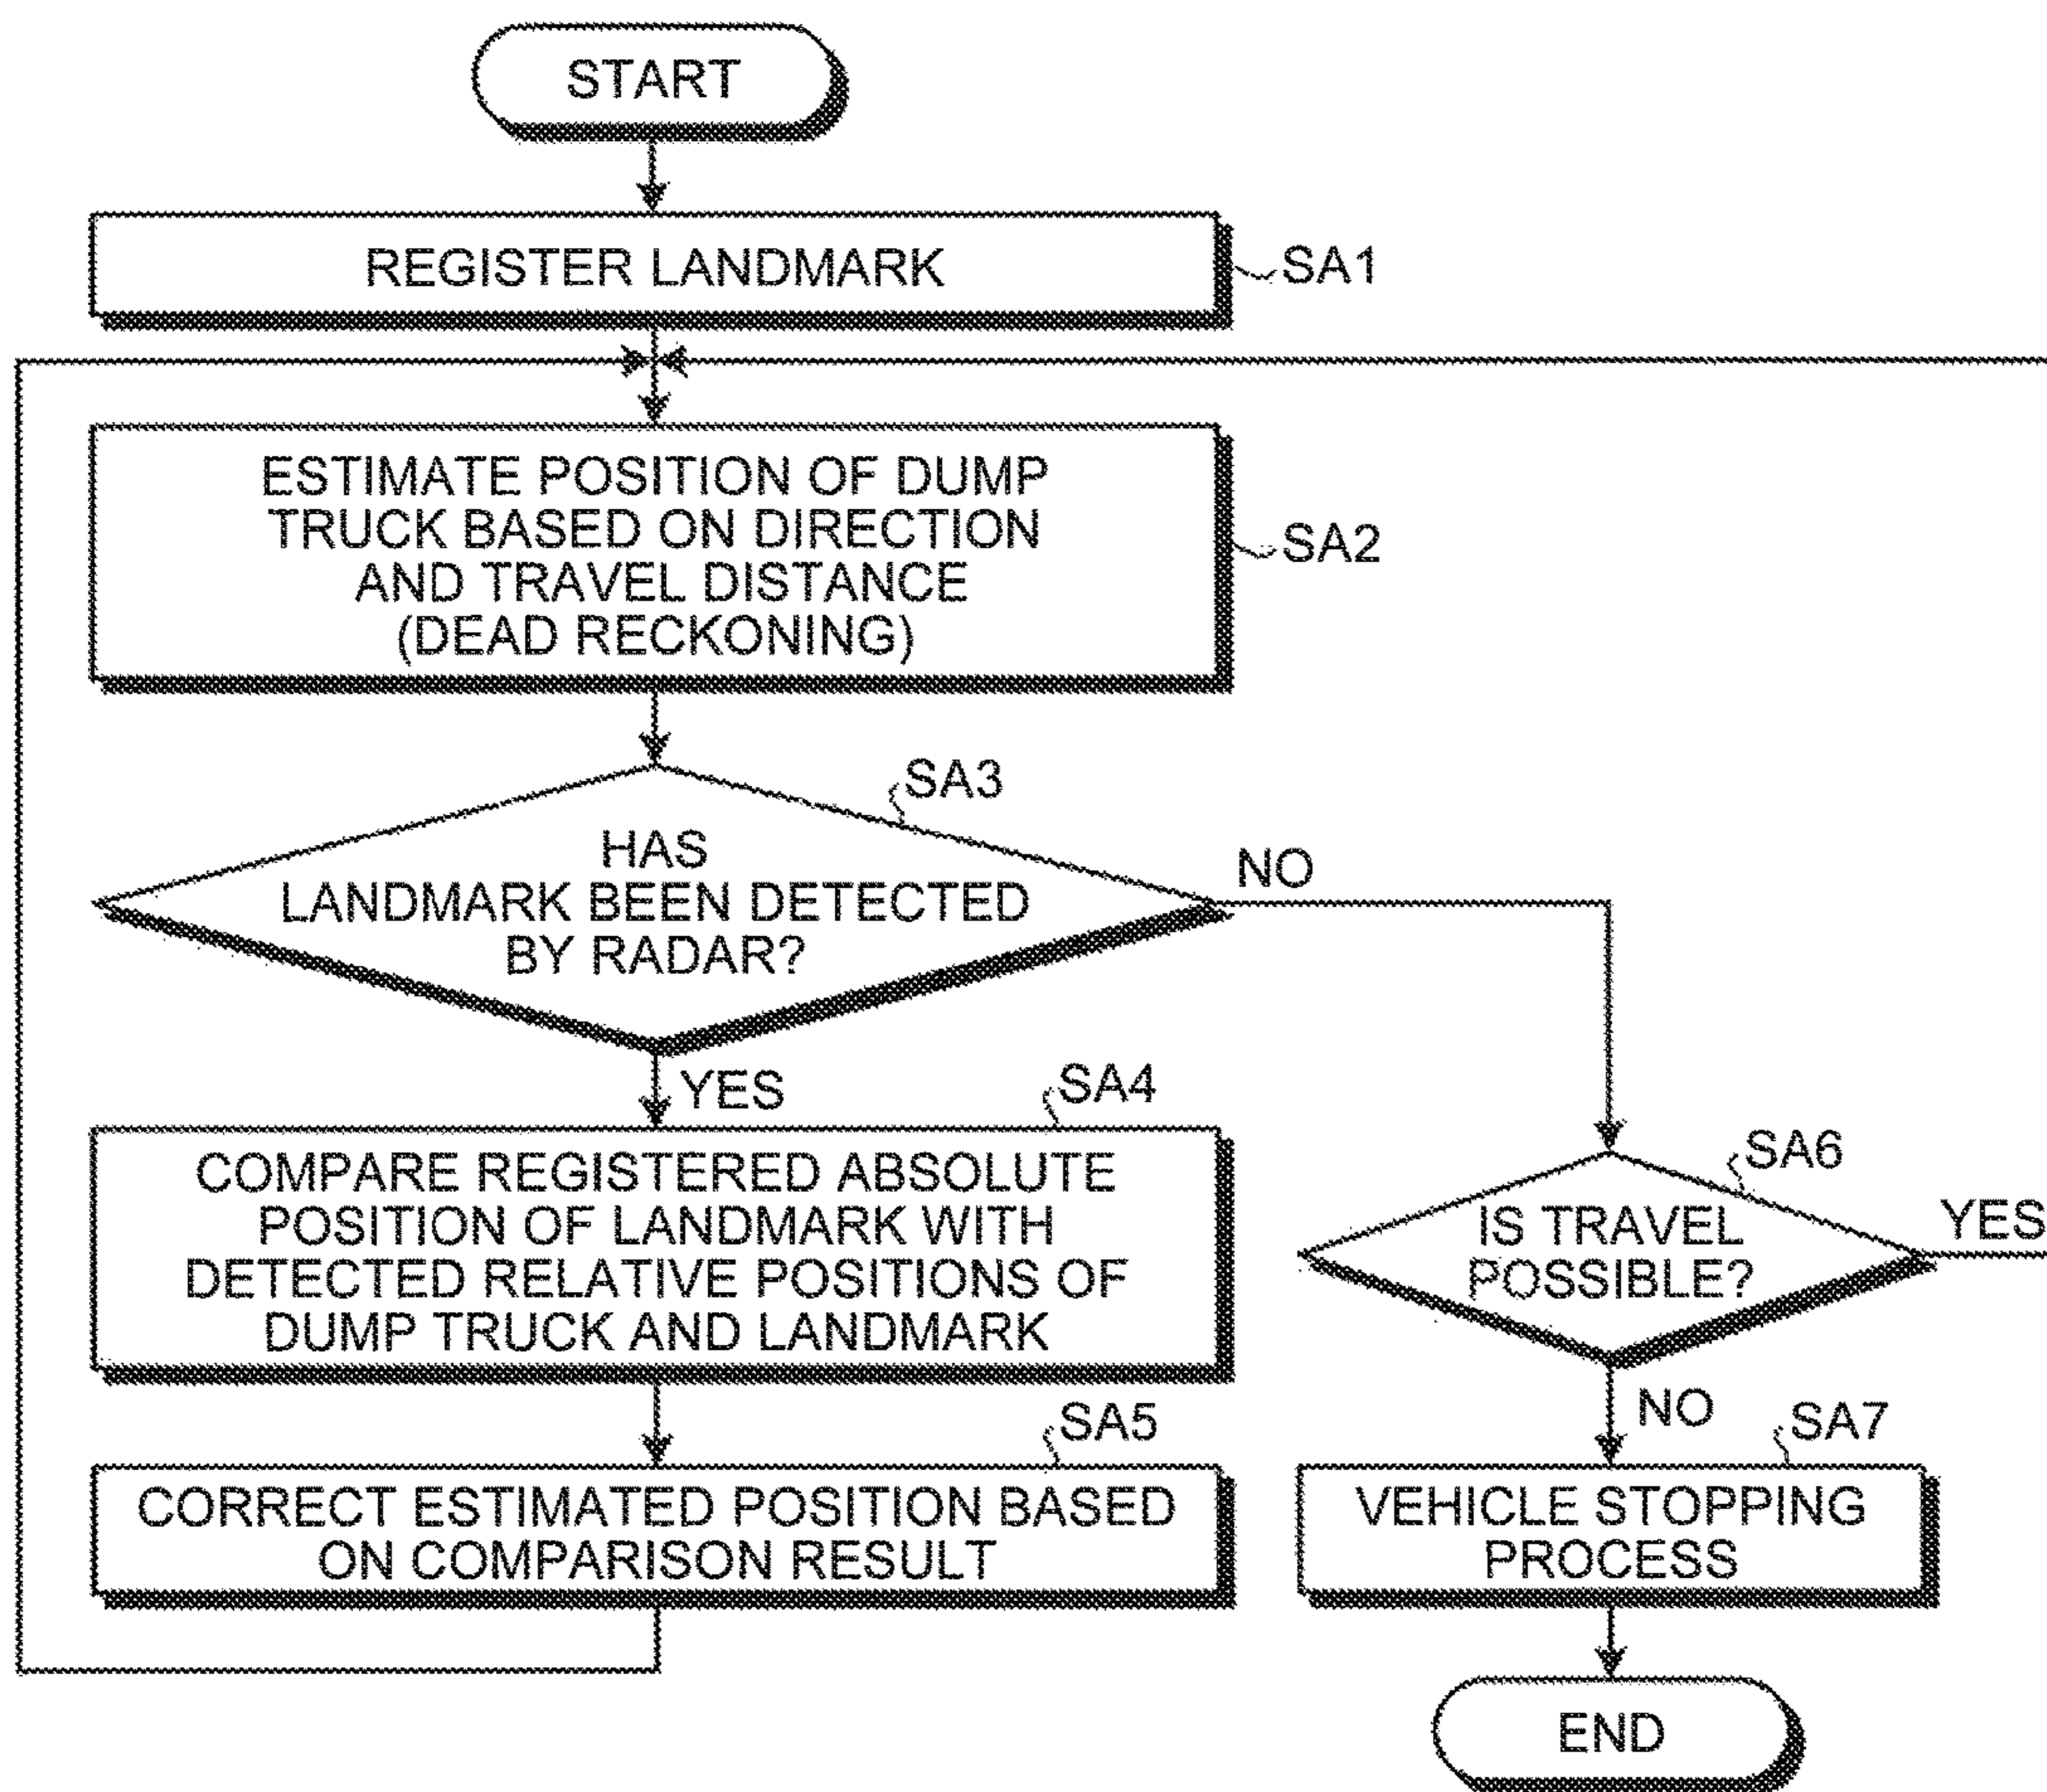 START
REGISTER LANDMARK
SA1
ESTIMATE POSITION OF DUMP
TRUCK BASED ON DIRECTION
AND TRAVEL DISTANCE
(DEAD RECKONING)
SA2
SA3
HAS
LANDMARK BEEN DETECTED
BY RADAR?
NO
YES
SA4
COMPARE REGISTERED ABSOLUTE
POSITION OF LANDMARK WITH
DETECTED RELATIVE POSITIONS OF
DUMP TRUCK AND LANDMARK
SA5
CORRECT ESTIMATED POSITION BASED
ON COMPARISON RESULT
SA6
IS TRAVEL
POSSIBLE?
YES
NO
SA7
VEHICLE STOPPING
PROCESS
END